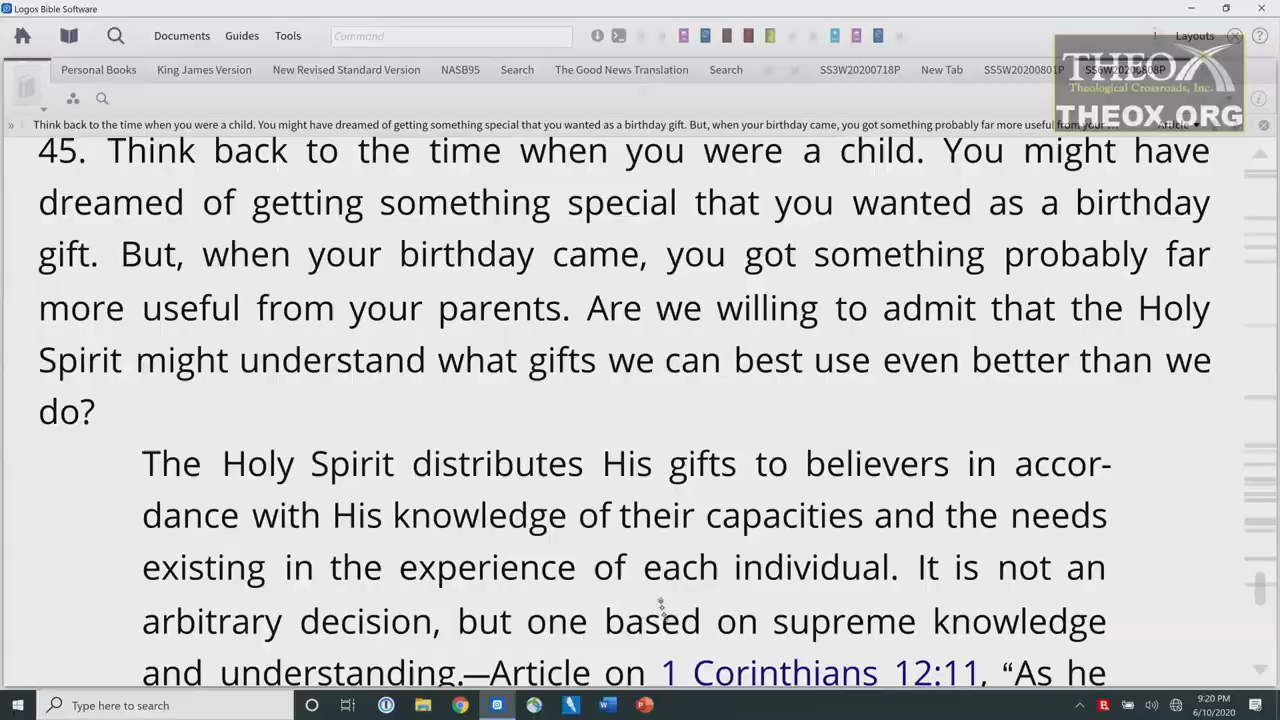 Logos Bible Software
Documents Guides Tools Command Layouts
Personal Books King James Version New Revised Stan 45 Search The Good News Translation Search SS3W20200718P New Tab SS5W20200801P SS6W20200808P
THEOX
Theological Crossroads, Inc.
THEOX.ORG
» Think back to the time when you were a child. You might have dreamed of getting something special that you wanted as a birthday gift. But, when your birthday came, you got something probably far more useful from your Article
45. Think back to the time when you were a child. You might have
dreamed of getting something special that you wanted as a birthday
gift. But, when your birthday came, you got something probably far
more useful from your parents. Are we willing to admit that the Holy
Spirit might understand what gifts we can best use even better than we
do?
The Holy Spirit distributes His gifts to believers in accor-
dance with His knowledge of their capacities and the needs
existing in the experience of each individual. It is not an
arbitrary decision, but one based on supreme knowledge
and understanding.—Article on 1 Corinthians 12:11, “As he
Type here to search
9:20 PM
6/10/2020